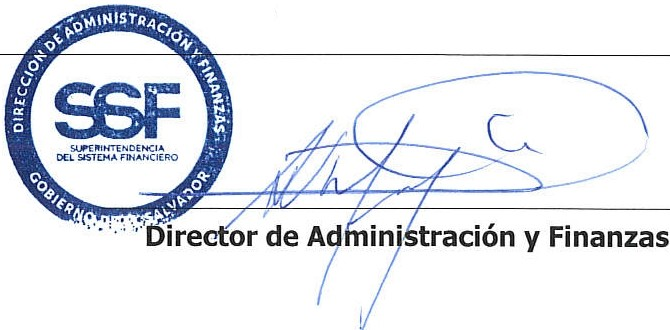 DIRECCIÓN DE ADMINISTRACIÓN Y FINANZAS
SSF
SUPERINTENDENCIA
DEL SISTEMA FINANCIERO
GOBIERNO SALVADOR
Director de Administración y Finanzas